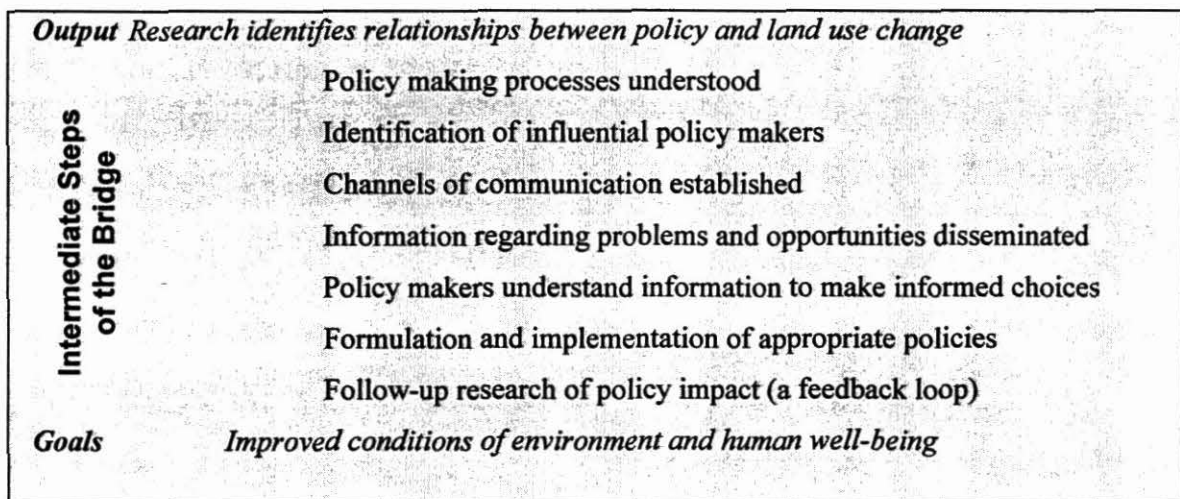 Output Research identifies relationships between policy and land use change
Policy making processes understood
Identification of influential policy makers
Channels of communication established
Information regarding problems and opportunities disseminated
Policy makers understand information to make informed choices
Formulation and implementation of appropriate policies
Follow-up research of policy impact (a feedback loop)
Intermediate Steps
of the Bridge
Goals Improved conditions of environment and human well-being